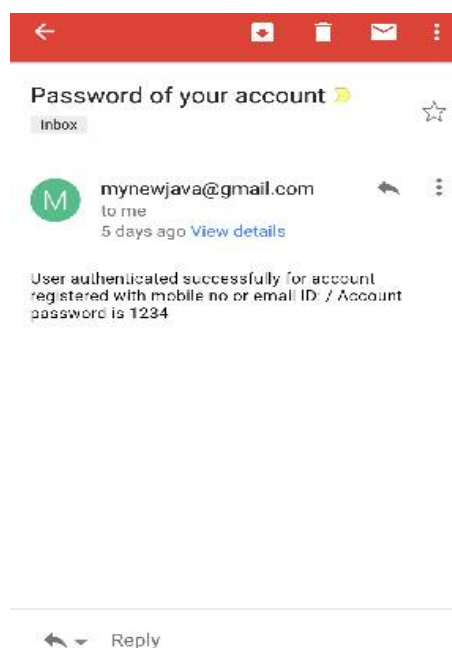 Password of your account
Inbox
M
mynewjava@gmail.com
to me
5 days ago View details
User authenticated successfully for account
registered with mobile no or email ID: / Account
password is 1234
Reply